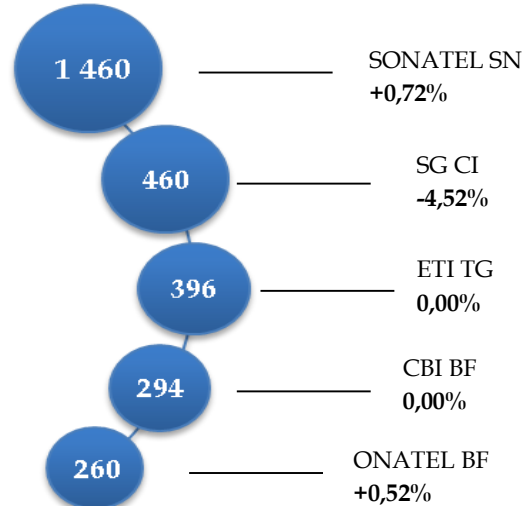 1 460
SONATEL SN
+0,72%
460
SG CI
-4,52%
396
ETI TG
0,00%
294
CBI BF
0,00%
260
ONATEL BF
+0,52%